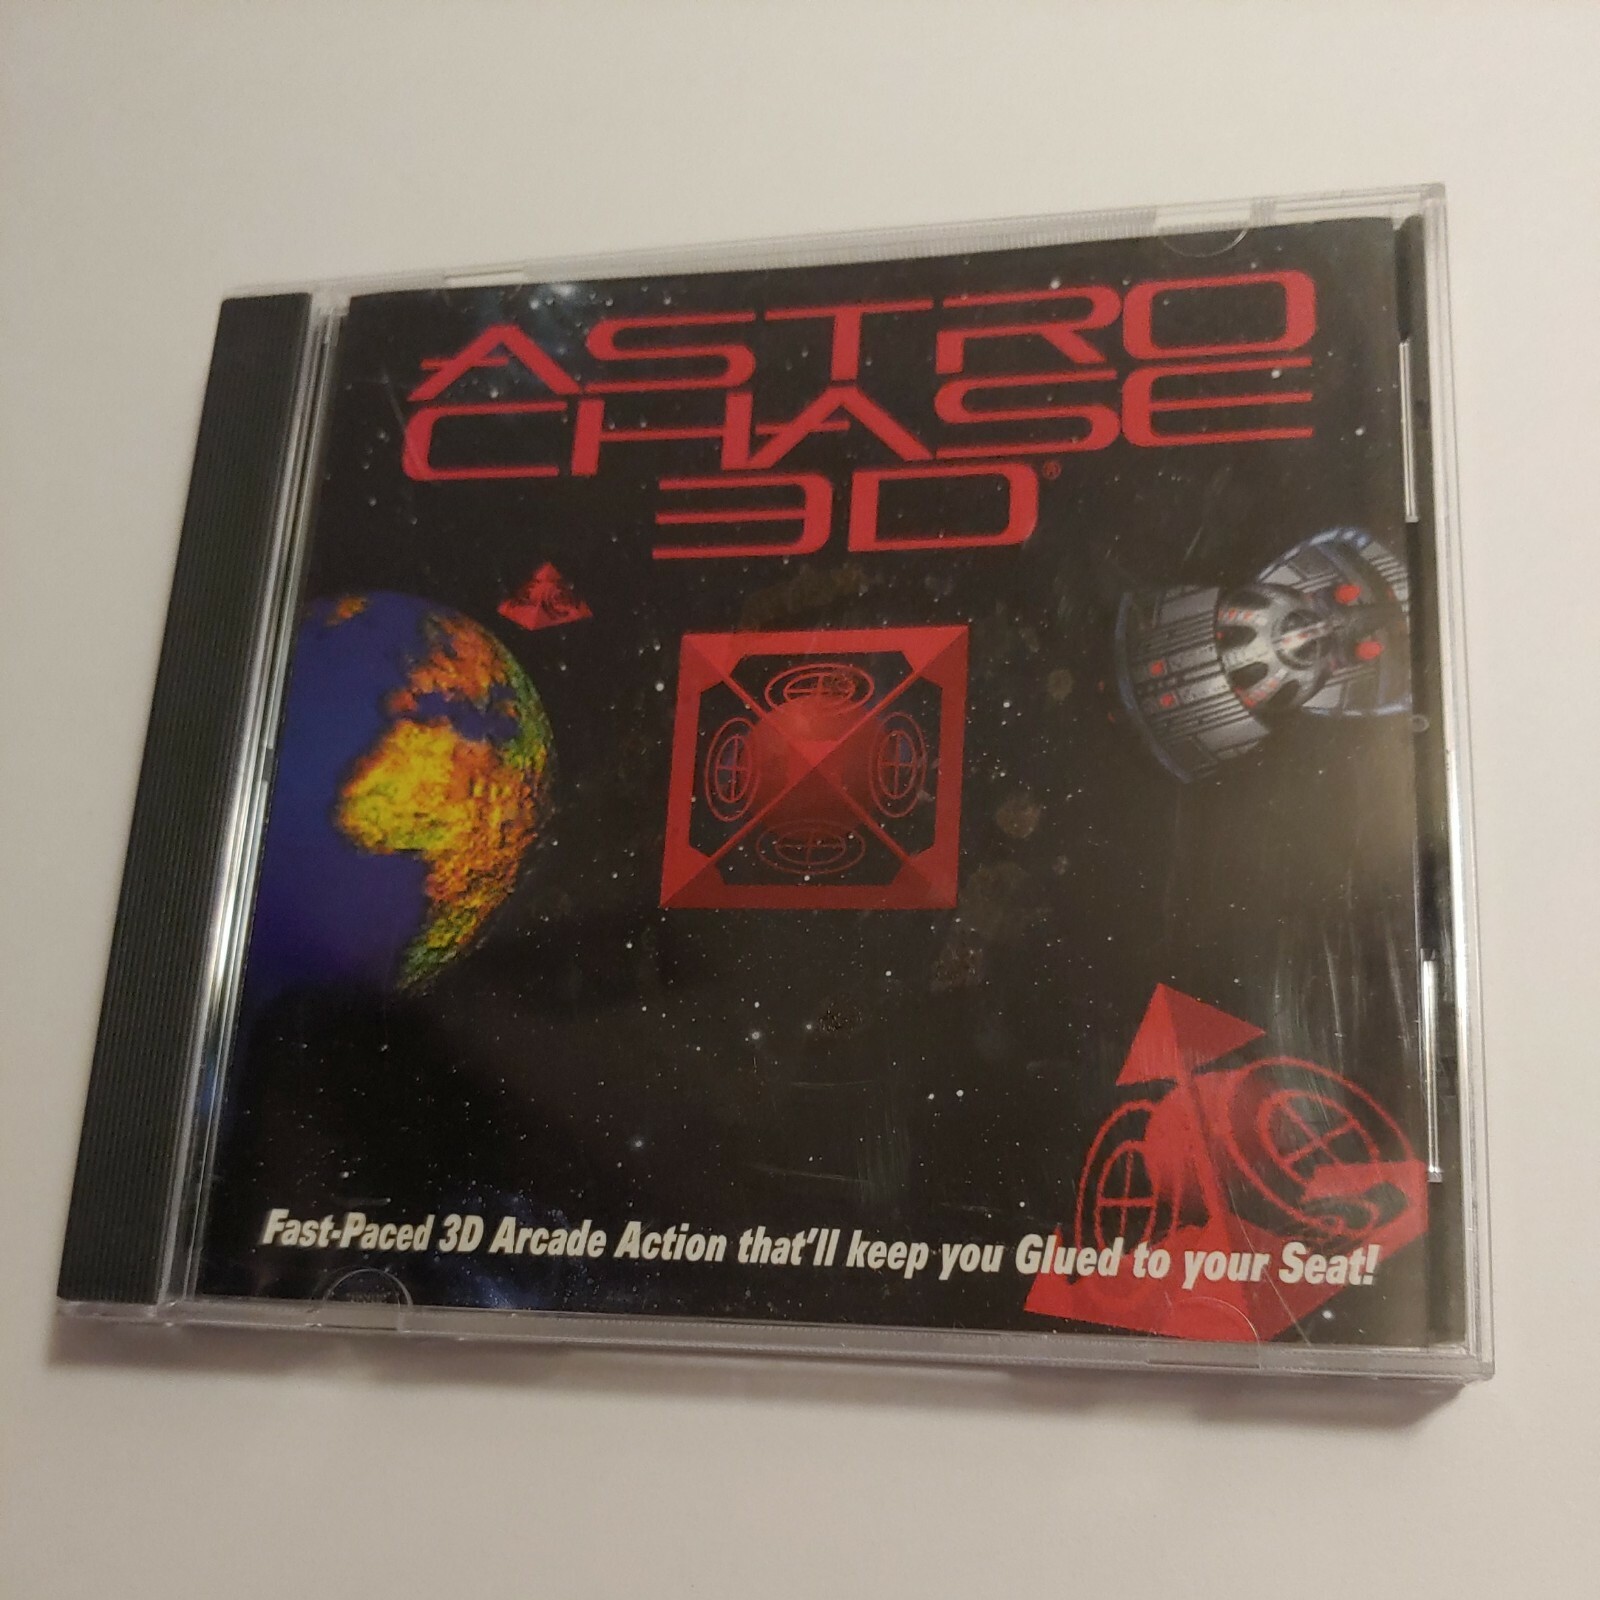 ASTRO
CHASE
3D®
Fast-Paced 3D Arcade Action that'll keep you Glued to your Seat!